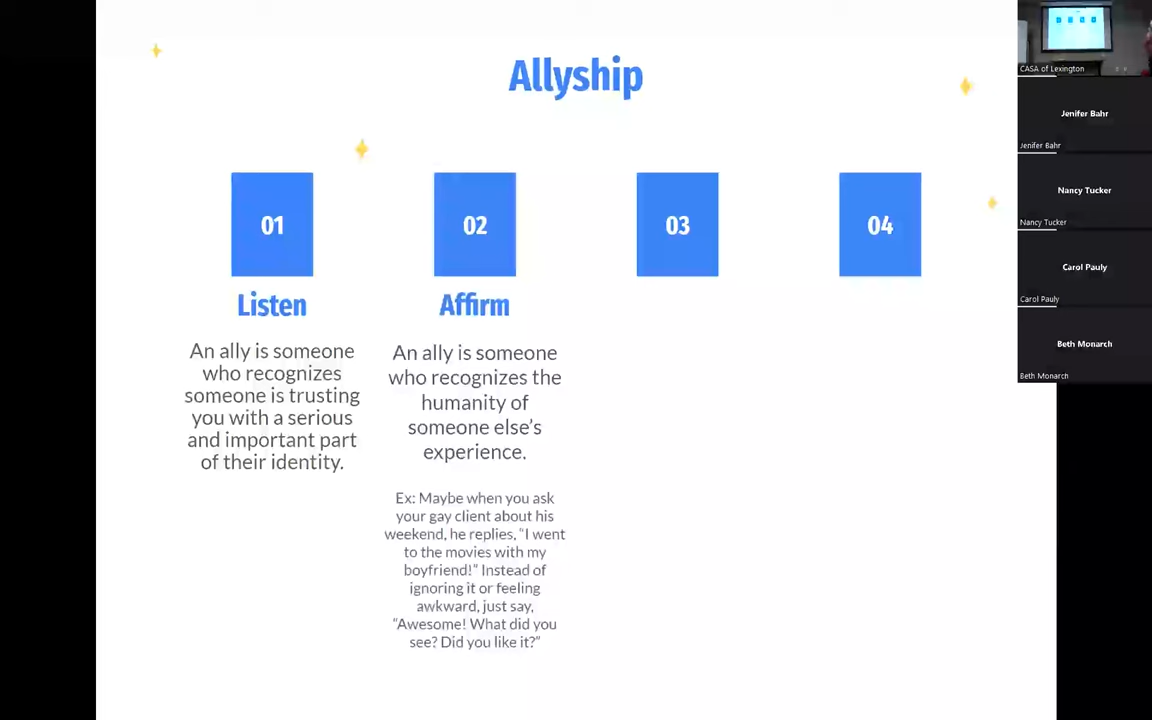 Allyship
01
Listen
An ally is someone
who recognizes
someone is trusting
you with a serious
and important part
of their identity.
02
Affirm
An ally is someone
who recognizes the
humanity of
someone else's
experience.
Ex: Maybe when you ask
your gay client about his
weekend, he replies, “I went
to the movies with my
boyfriend!” Instead of
ignoring it or feeling
awkward, just say,
“Awesome! What did you
see? Did you like it?”
03
04
CASA of Lexington
Jenifer Bahr
Jenifer Bahr
Nancy Tucker
Nancy Tucker
Carol Pauly
Carol Pauly
Beth Monarch
Beth Monarch